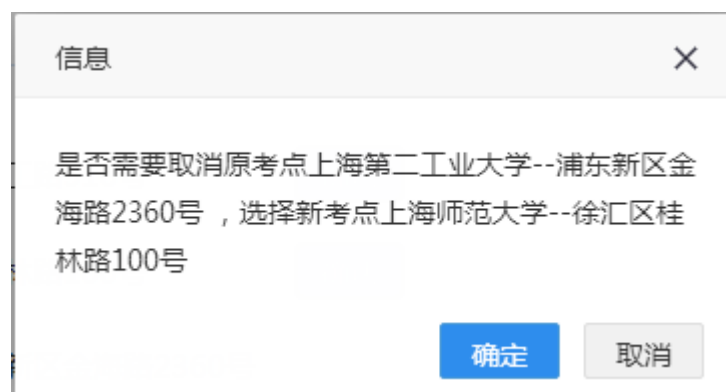 信息
是否需要取消原考点上海第二工业大学--浦东新区金
海路2360号 ，选择新考点上海师范大学--徐汇区桂
林路100号
确定 取消